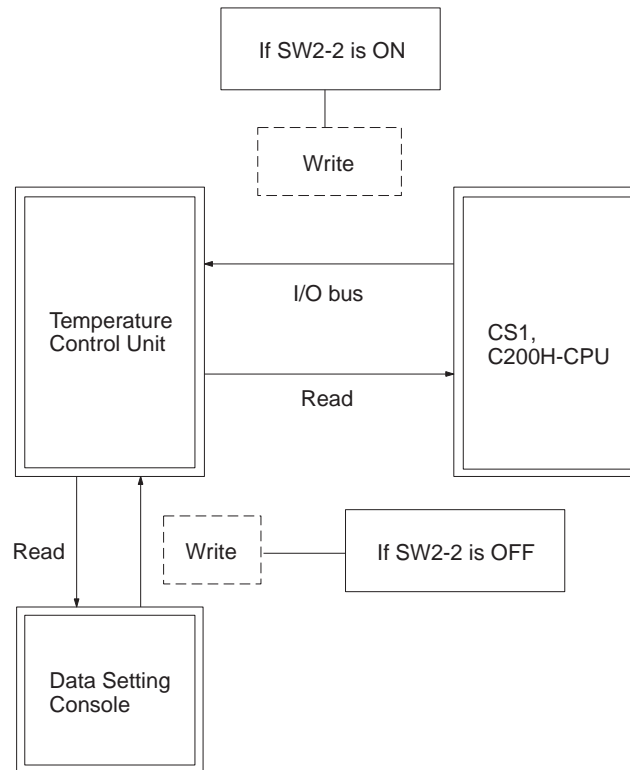 If SW2-2 is ON
Write
I/O bus
Temperature
Control Unit
CS1,
C200H-CPU
Read
Read
Write
If SW2-2 is OFF
Data Setting
Console